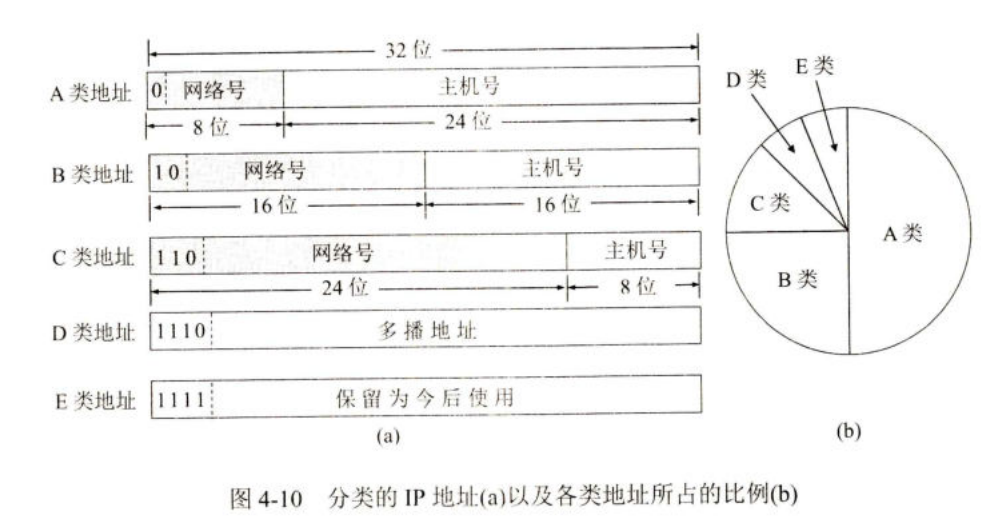 32 位
A 类地址 0 网络号 主机号
8 位 24 位
B 类地址 10 网络号 主机号
16 位 16 位
C 类地址 110 网络号 主机号
24 位 8 位
D 类地址 1110 多播地址
E 类地址 1111 保留为今后使用
(a)
D 类
E 类
C 类
A 类
B 类
(b)
图 4-10 分类的 IP 地址(a)以及各类地址所占的比例(b)